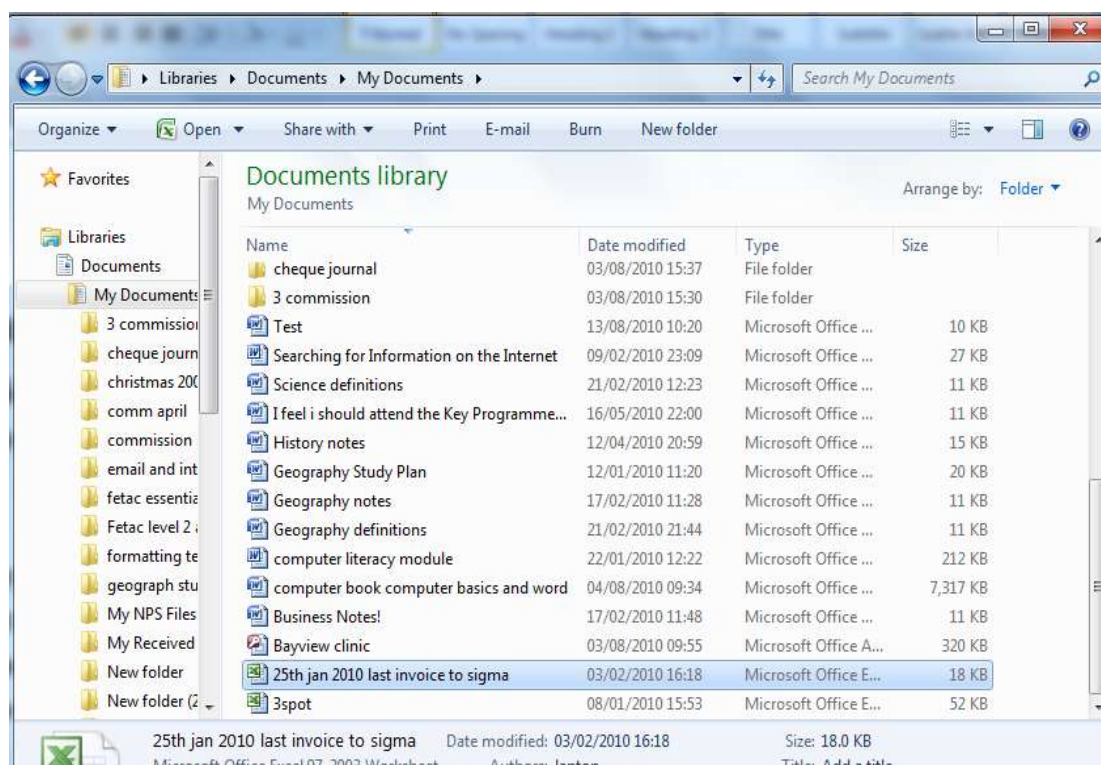 Libraries Documents My Documents Search My Documents
Organize Open Share with Print E-mail Burn New folder
Favorites
Libraries
Documents
My Documents
3 commission
cheque journ
christmas 200
comm april
commission
email and int
fetac essentia
Fetac level 2 a
formatting te
geograph stu
My NPS Files
My Received
New folder
New folder (2
Documents library
My Documents
Arrange by: Folder
Name Date modified Type Size
cheque journal 03/08/2010 15:37 File folder
3 commission 03/08/2010 15:30 File folder
Test 13/08/2010 10:20 Microsoft Office ... 10 KB
Searching for Information on the Internet 09/02/2010 23:09 Microsoft Office ... 27 KB
Science definitions 21/02/2010 12:23 Microsoft Office ... 11 KB
I feel i should attend the Key Programme... 16/05/2010 22:00 Microsoft Office ... 11 KB
History notes 12/04/2010 20:59 Microsoft Office ... 15 KB
Geography Study Plan 12/01/2010 11:20 Microsoft Office ... 20 KB
Geography notes 17/02/2010 11:28 Microsoft Office ... 11 KB
Geography definitions 21/02/2010 21:44 Microsoft Office ... 11 KB
computer literacy module 22/01/2010 12:22 Microsoft Office ... 212 KB
computer book computer basics and word 04/08/2010 09:34 Microsoft Office ... 7,317 KB
Business Notes! 17/02/2010 11:48 Microsoft Office ... 11 KB
Bayview clinic 03/08/2010 09:55 Microsoft Office A... 320 KB
25th jan 2010 last invoice to sigma 03/02/2010 16:18 Microsoft Office E... 18 KB
3spot 08/01/2010 15:53 Microsoft Office E... 52 KB
25th jan 2010 last invoice to sigma Date modified: 03/02/2010 16:18 Size: 18.0 KB
Microsoft Office Excel 97-2003 Worksheet Authors: laptop Title: Add a title